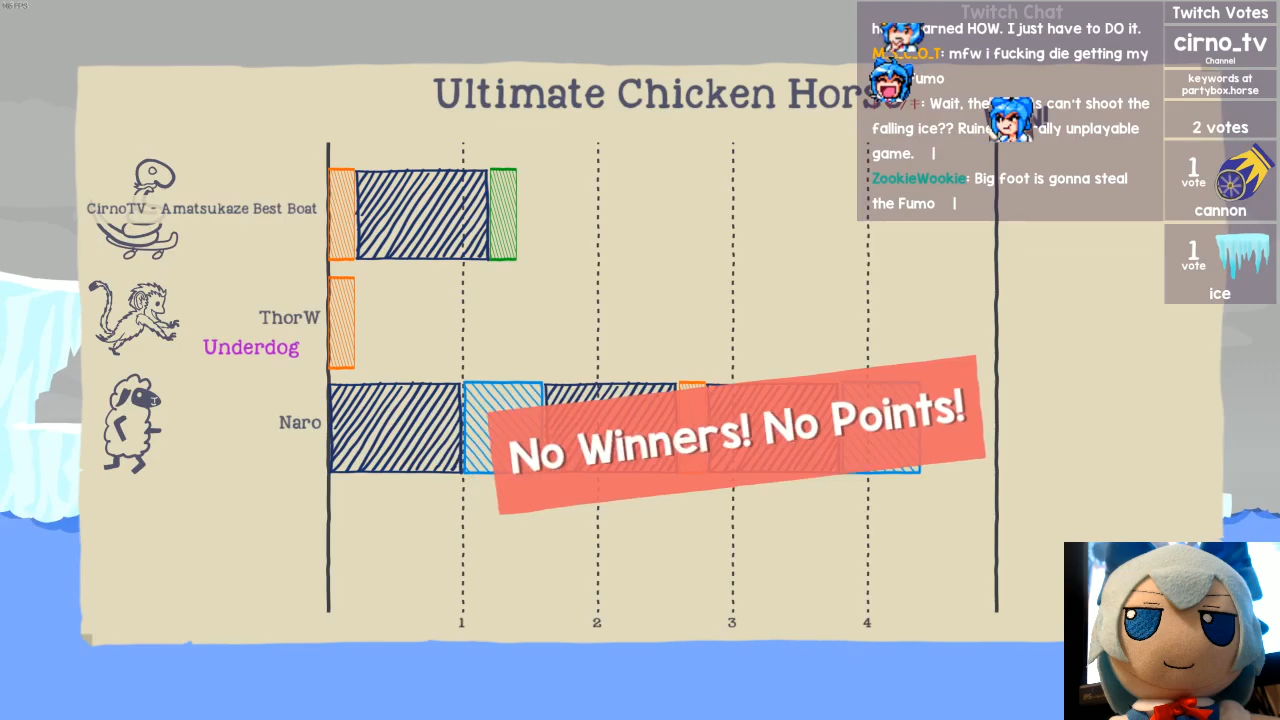 Twitch Chat
arned HOW. I just have to DO it.
mfw i fucking die getting my
umo
Wait, the can't shoot the
falling ice?? Ruine rally unplayable
game. |
ZookieWookie: Big foot is gonna steal
the Fumo |
Twitch Votes
cirno_tv
Channel
keywords at
partybox.horse
2 votes
1
vote
cannon
1
vote
ice
Ultimate Chicken Hors
CirnoTV - Amatsukaze Best Boat
ThorW
Underdog
Naro
No Winners! No Points!
1 2 3 4